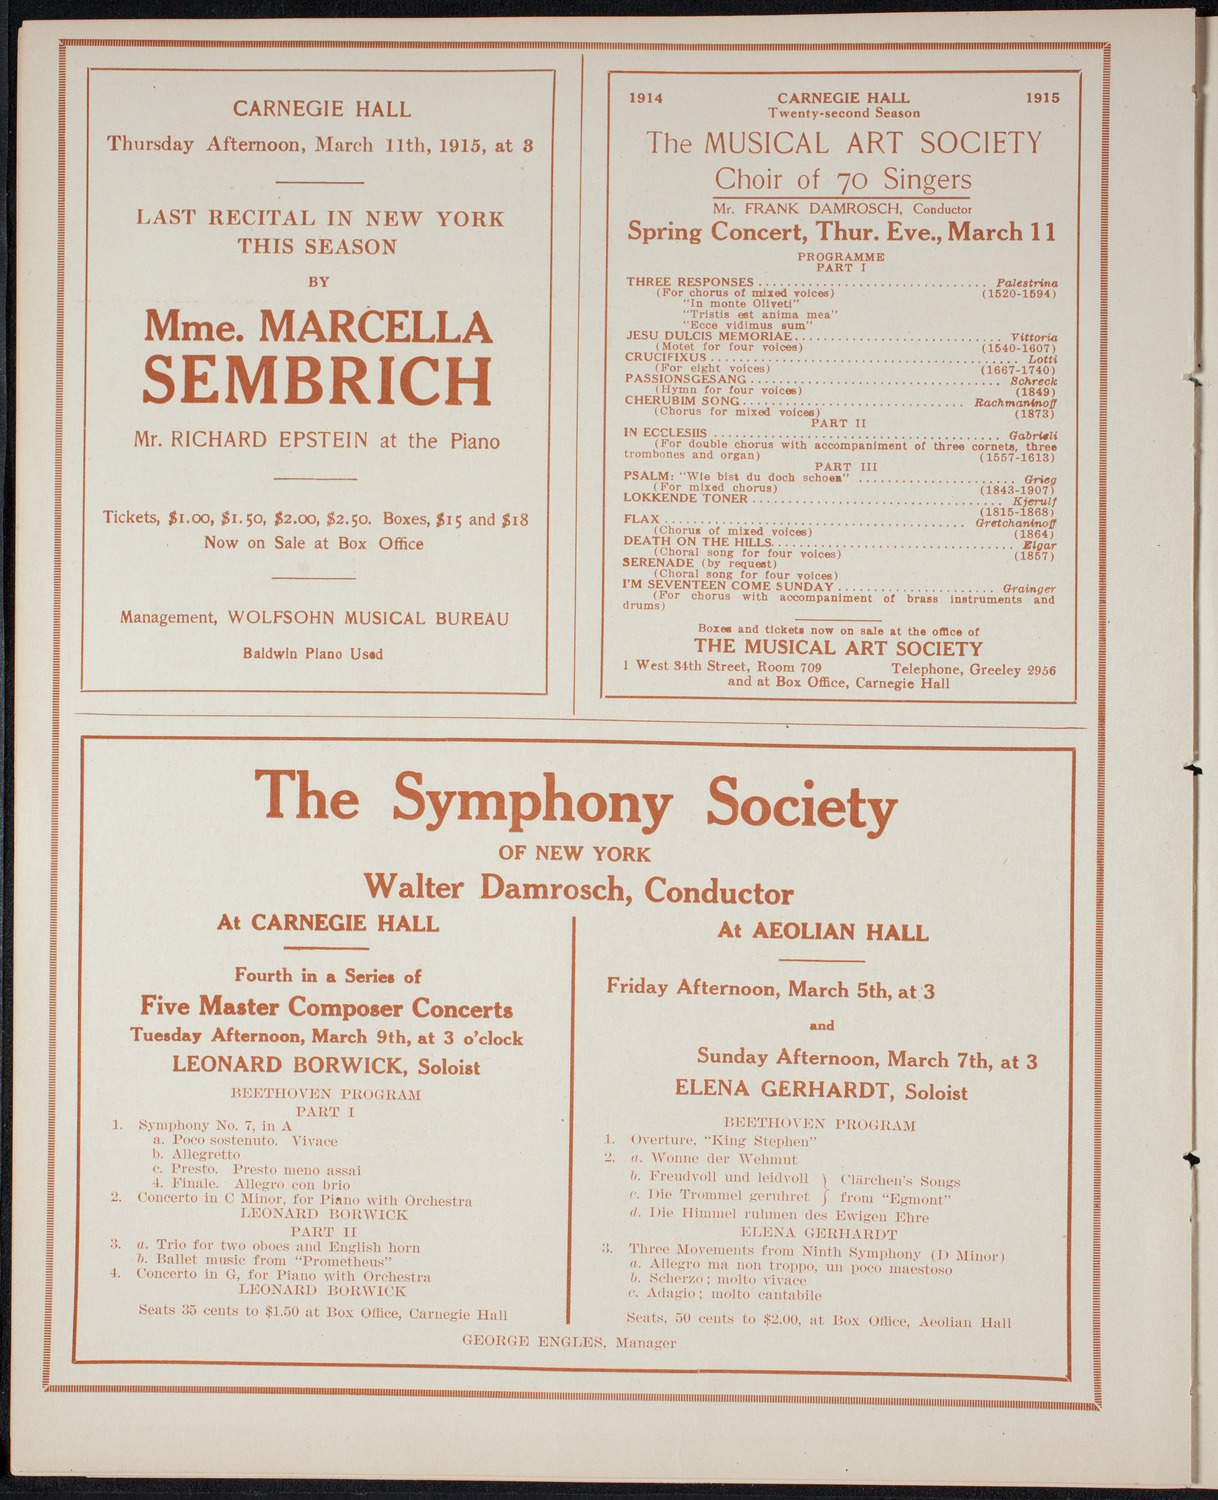 CARNEGIE HALL
Thursday Afternoon, March 11th, 1915, at 3
LAST RECITAL IN NEW YORK
THIS SEASON
BY
Mme. MARCELLA
SEMBRICH
Mr. RICHARD EPSTEIN at the Piano
Tickets, $1.00, $1.50, $2.00, $2.50. Boxes, $15 and $18
Now on Sale at Box Office
Management, WOLFSOHN MUSICAL BUREAU
Baldwin Piano Used
1914 CARNEGIE HALL 1915
Twenty-second Season
The MUSICAL ART SOCIETY
Choir of 70 Singers
Mr. FRANK DAMROSCH, Conductor
Spring Concert, Thur. Eve., March 11
PROGRAMME
PART I
THREE RESPONSES ................................ Palestrina
(For chorus of mixed voices) (1520-1594)
"In monte Oliveti"
"Tristis est anima mea"
"Ecce vidimus sum"
JESU DULCIS MEMORIAE ............................. Vittoria
(Motet for four voices) (1540-1607)
CRUCIFIXUS ........................................... Lotti
(For eight voices) (1667-1740)
PASSIONSGESANG ................................... Schreck
(Hymn for four voices) (1849)
CHERUBIM SONG ............................... Rachmaninoff
(Chorus for mixed voices) (1873)
PART II
IN ECCLESIIS ........................................ Gabrieli
(For double chorus with accompaniment of three cornets, three
trombones and organ) (1557-1613)
PART III
PSALM: "Wie bist du doch schoen" ...................... Grieg
(For mixed chorus) (1843-1907)
LOKKENDE TONER ................................... Kjerulf
(1815-1868)
FLAX .......................................... Gretchaninoff
(Chorus of mixed voices) (1864)
DEATH ON THE HILLS .................................. Elgar
(Choral song for four voices) (1857)
SERENADE (by request)
(Choral song for four voices)
I'M SEVENTEEN COME SUNDAY ...................... Grainger
(For chorus with accompaniment of brass instruments and
drums)
Boxes and tickets now on sale at the office of
THE MUSICAL ART SOCIETY
1 West 34th Street, Room 709 Telephone, Greeley 2956
and at Box Office, Carnegie Hall
The Symphony Society
OF NEW YORK
Walter Damrosch, Conductor
At CARNEGIE HALL
Fourth in a Series of
Five Master Composer Concerts
Tuesday Afternoon, March 9th, at 3 o'clock
LEONARD BORWICK, Soloist
BEETHOVEN PROGRAM
PART I
1. Symphony No. 7, in A
a. Poco sostenuto. Vivace
b. Allegretto
c. Presto. Presto meno assai
4. Finale. Allegro con brio
2. Concerto in C Minor, for Piano with Orchestra
LEONARD BORWICK
PART II
3. a. Trio for two oboes and English horn
b. Ballet music from "Prometheus"
4. Concerto in G, for Piano with Orchestra
LEONARD BORWICK
Seats 35 cents to $1.50 at Box Office, Carnegie Hall
At AEOLIAN HALL
Friday Afternoon, March 5th, at 3
and
Sunday Afternoon, March 7th, at 3
ELENA GERHARDT, Soloist
BEETHOVEN PROGRAM
1. Overture, "King Stephen"
2. a. Wonne der Wehmut
b. Freudvoll und leidvoll } Clärchen's Songs
c. Die Trommel geruhret } from "Egmont"
d. Die Himmel ruhmen des Ewigen Ehre
ELENA GERHARDT
3. Three Movements from Ninth Symphony (D Minor)
a. Allegro ma non troppo, un poco maestoso
b. Scherzo; molto vivace
c. Adagio; molto cantabile
Seats, 50 cents to $2.00, at Box Office, Aeolian Hall
GEORGE ENGLES, Manager